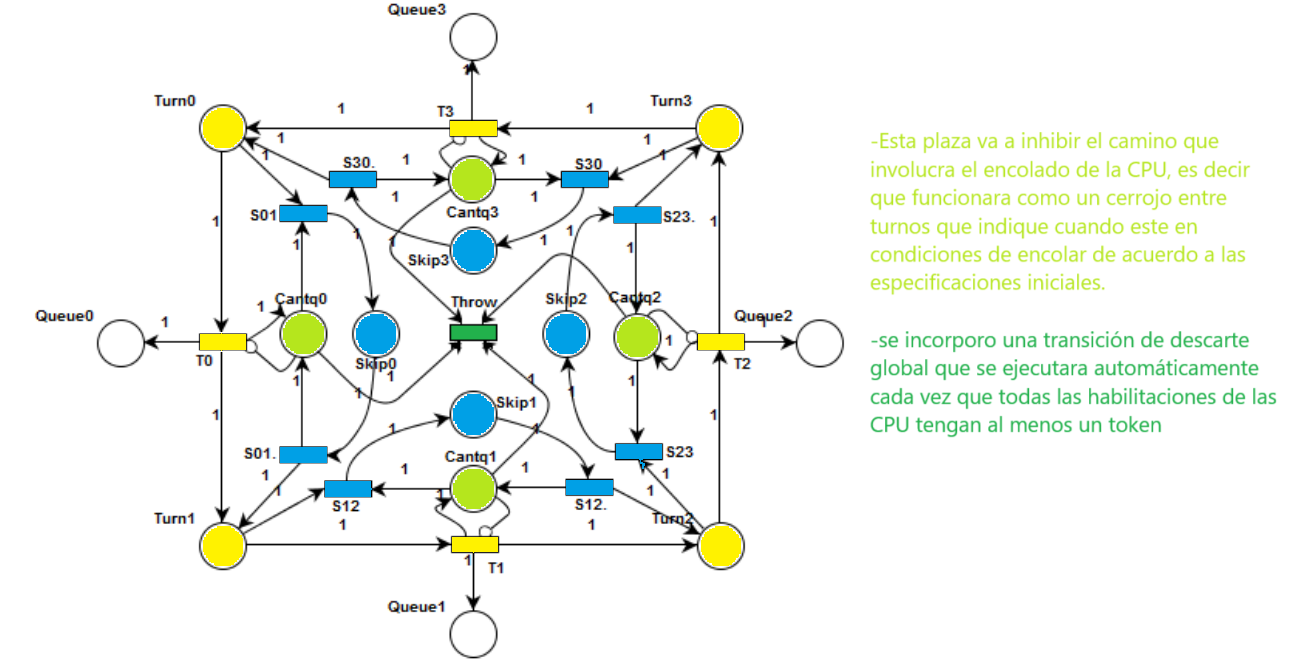 Queue3
1
Turn0
1
T3
1
Turn3
1
1
1
1
S30.
1
1
S30
1
1
1
S01
1
Cantq3
1
S23.
1
1
1
1
Skip3
1
1
1
1
Cantq0
Throw
Skip2
Cantq2
Queue0
1
1
Queue2
1
T0
Skip0
1
1
T2
1
1
1
1
Skip1
1
1
1
1
S01.
1
Cantq1
1
1
S23
1
1
1
1
S12
S12.
1
Turn1
1
1
Turn2
1
T1
Queue1
-Esta plaza va a inhibir el camino que
involucra el encolado de la CPU, es decir
que funcionara como un cerrojo entre
turnos que indique cuando este en
condiciones de encolar de acuerdo a las
especificaciones iniciales.
-se incorporo una transición de descarte
global que se ejecutara automáticamente
cada vez que todas las habilitaciones de las
CPU tengan al menos un token